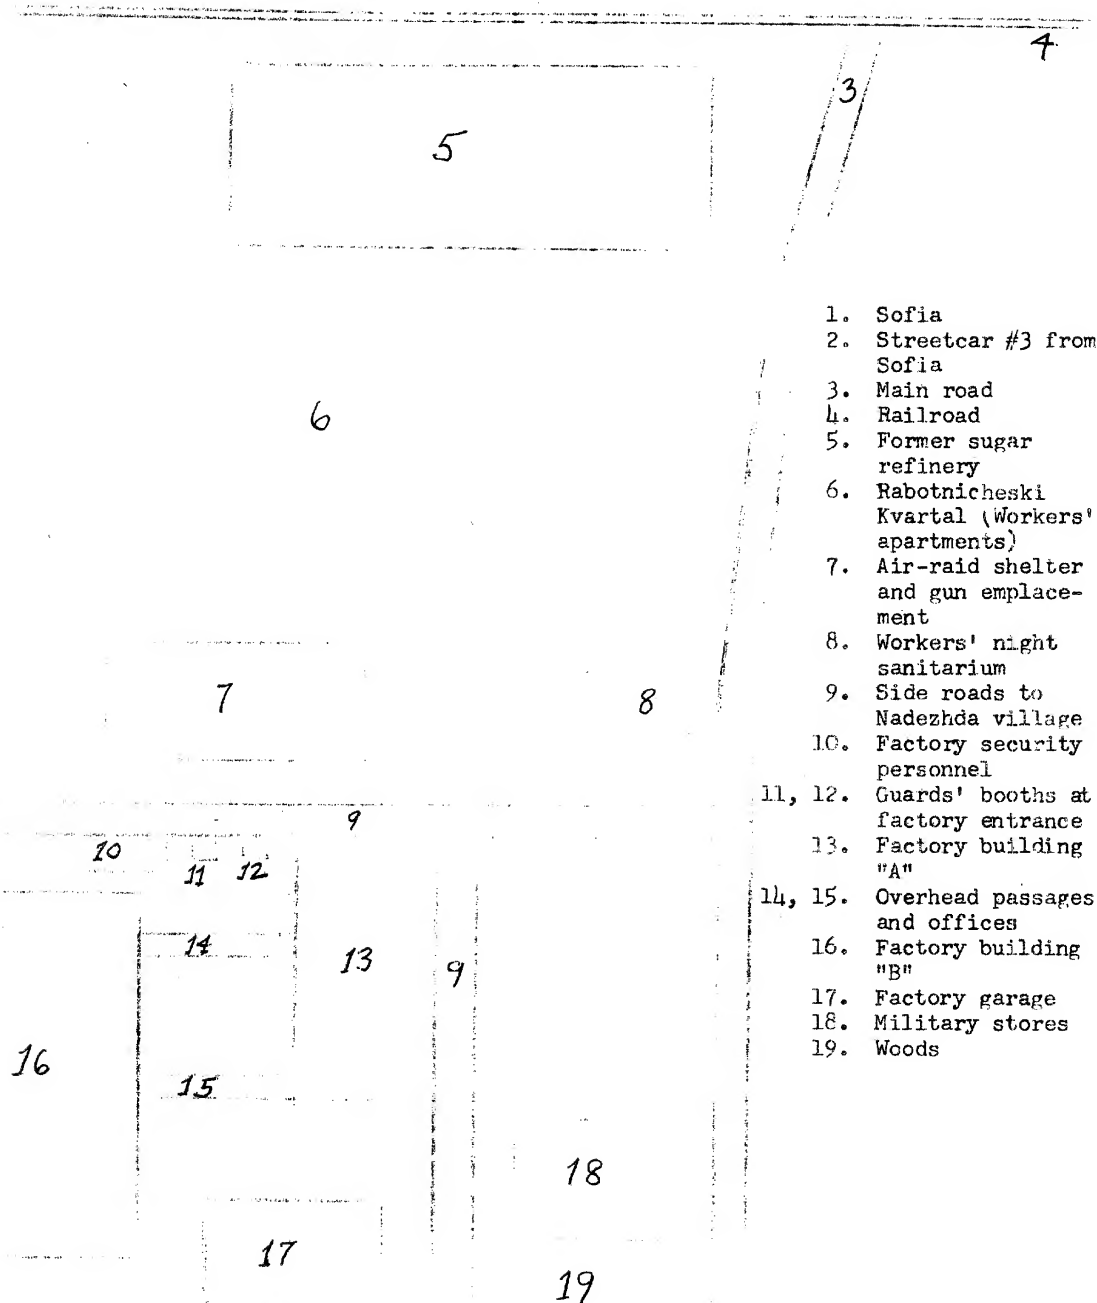 4
3
5
1. Sofia
2. Streetcar #3 from
Sofia
3. Main road
4. Railroad
5. Former sugar
refinery
6
6. Rabotnicheski
Kvartal (Workers'
apartments)
7. Air-raid shelter
and gun emplace-
ment
8. Workers' night
sanitarium
7
8
9. Side roads to
Nadezhda village
10. Factory security
personnel
11, 12. Guards' booths at
factory entrance
9
10
11 12
13. Factory building
"A"
14, 15. Overhead passages
and offices
14
13
9
16. Factory building
"B"
17. Factory garage
18. Military stores
19. Woods
16
15
18
17
19